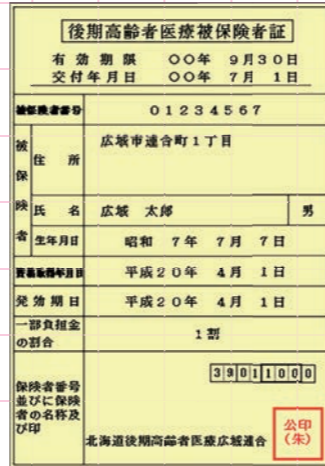 後期高齢者医療被保険者証
有効期限 〇〇年 9月30日
交付年月日 〇〇年 7月 1日
被保険者番号 01234567
被保険者
住所 広域市連合町1丁目
氏名 広域 太郎 男
生年月日 昭和 7年 7月 7日
資格取得年月日 平成20年 4月 1日
発効期日 平成20年 4月 1日
一部負担金
の割合 1割
保険者番号
並びに保険
者の名称及
び印
39011000
北海道後期高齢者医療広域連合
公印
(朱)